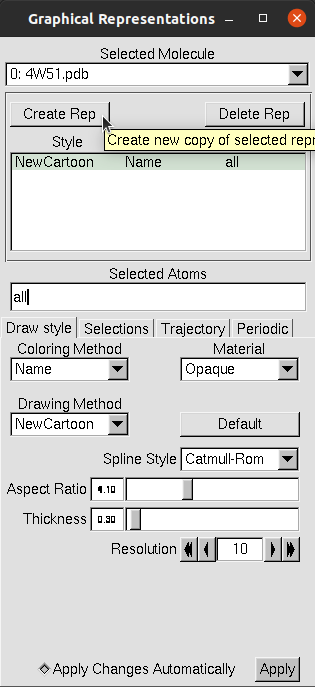 Graphical Representations
Selected Molecule
0: 4W51.pdb
Create Rep Delete Rep
Create new copy of selected repr
Style
NewCartoon Name all
Selected Atoms
all
Draw style Selections Trajectory Periodic
Coloring Method Material
Name Opaque
Drawing Method
NewCartoon Default
Spline Style Catmull-Rom
Aspect Ratio 4.10
Thickness 0.30
Resolution 10
Apply Changes Automatically Apply